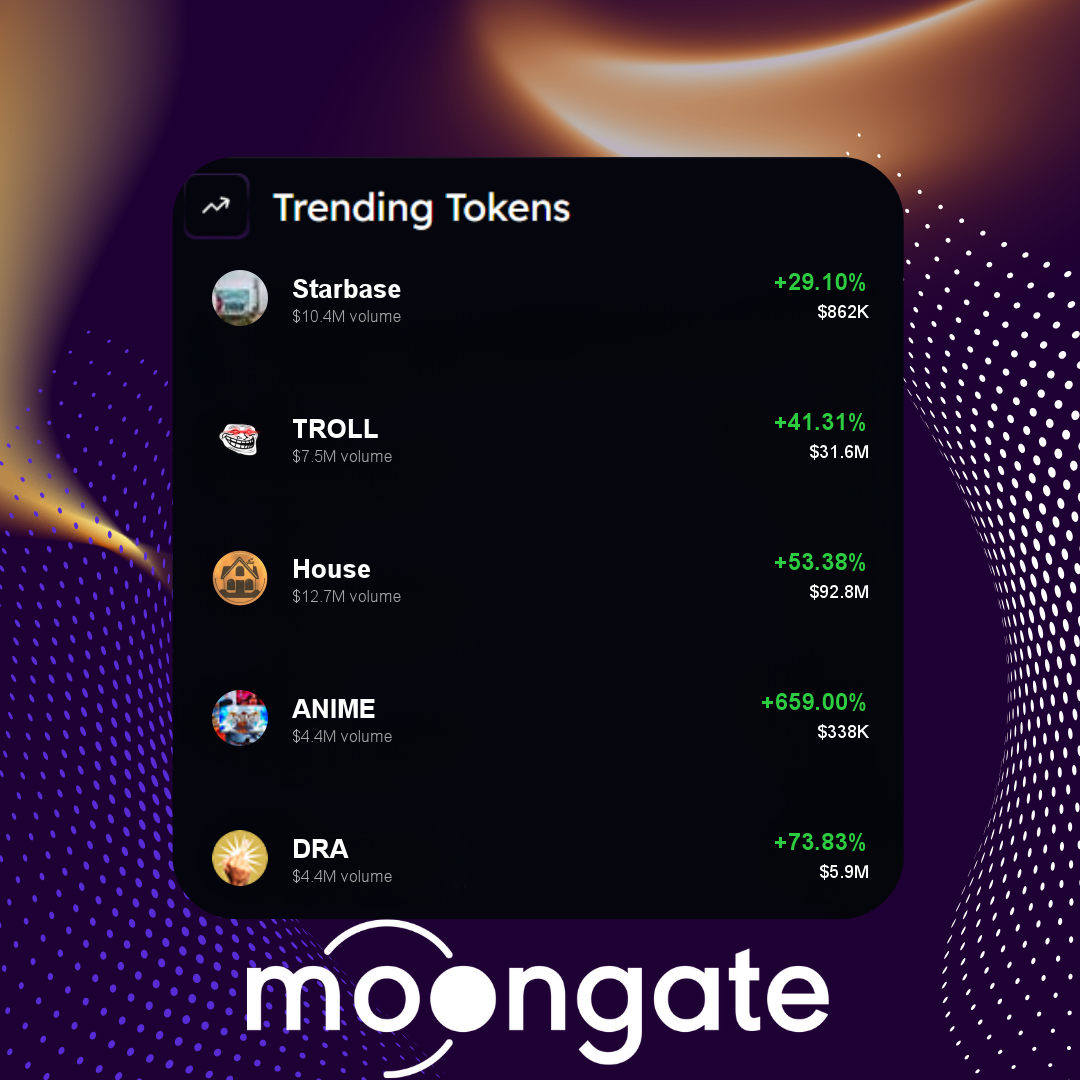 Trending Tokens
Starbase
$10.4M volume
+29.10%
$862K
TROLL
$7.5M volume
+41.31%
$31.6M
House
$12.7M volume
+53.38%
$92.8M
ANIME
$4.4M volume
+659.00%
$338K
DRA
$4.4M volume
+73.83%
$5.9M
moongate